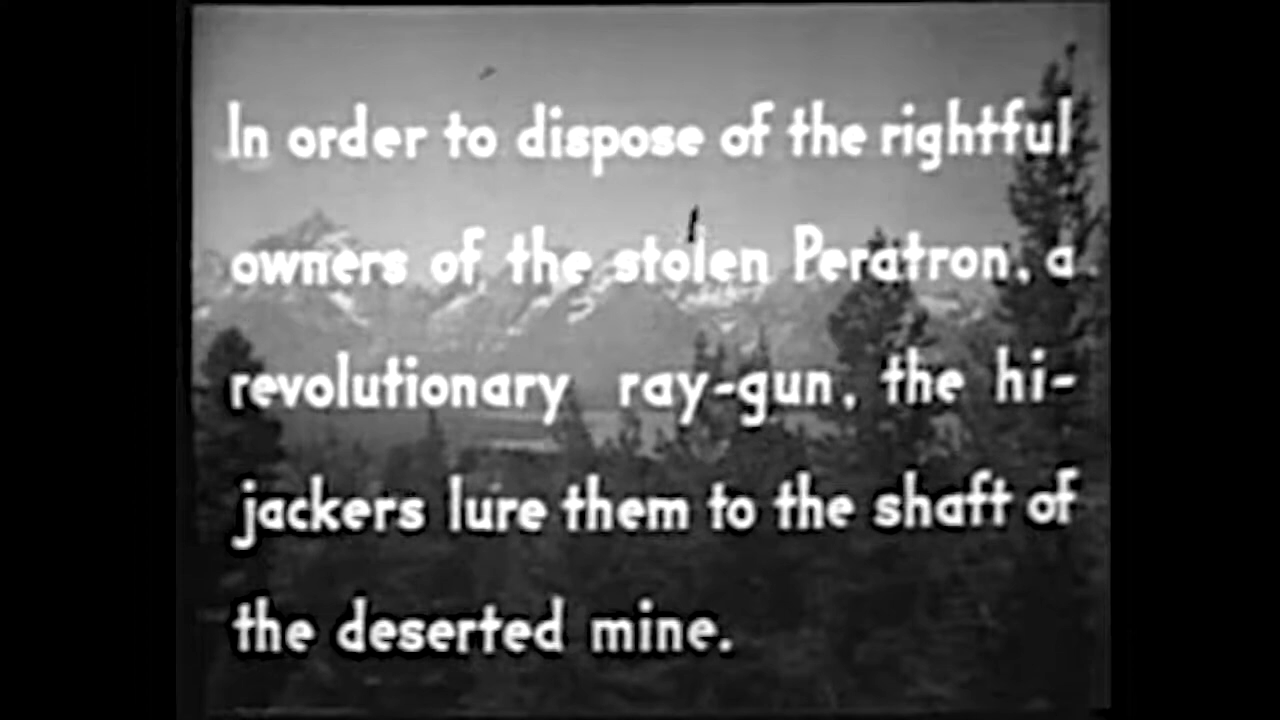 In order to dispose of the rightful
owners of the stolen Peratron, a
revolutionary ray-gun, the hi-
jackers lure them to the shaft of
the deserted mine.